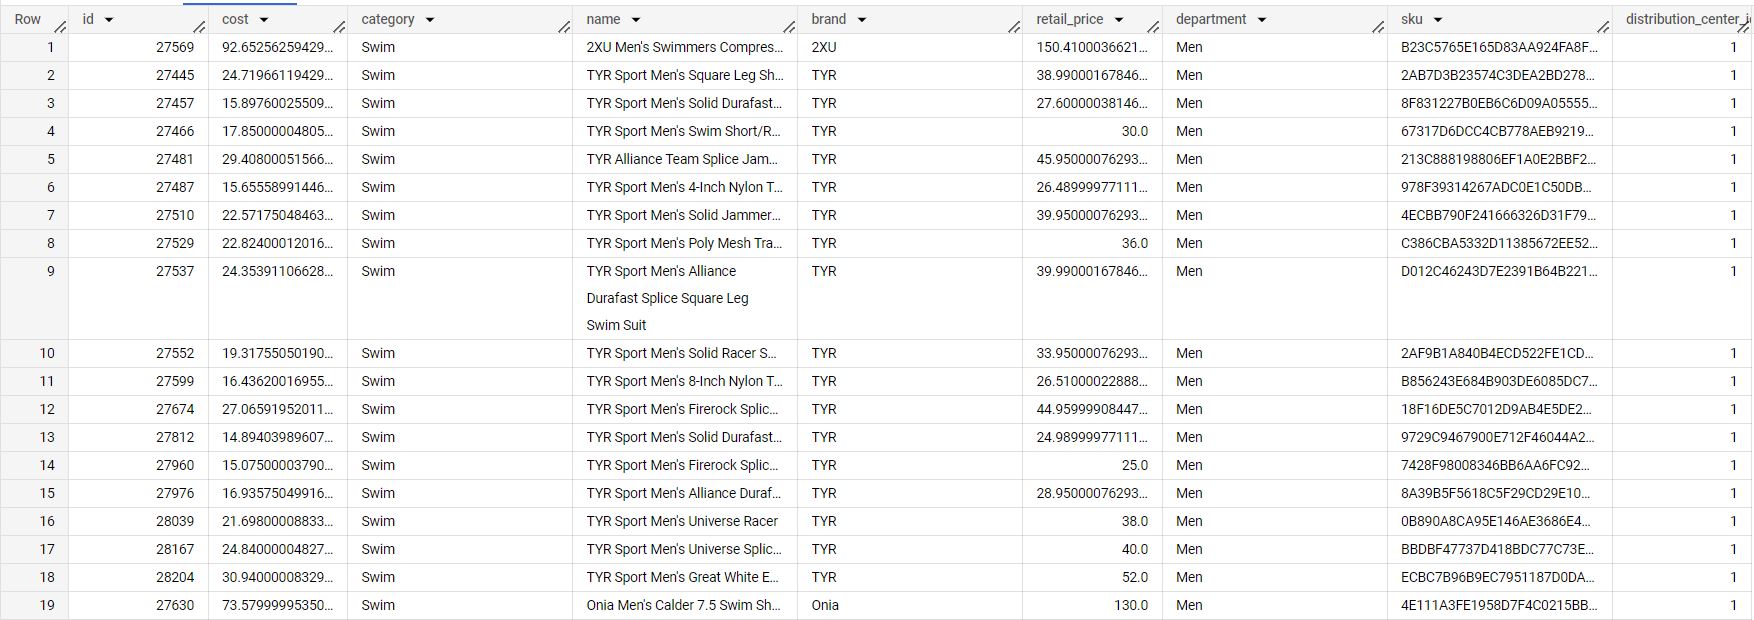 Row id cost category name brand retail_price department sku distribution_center_i
1 27569 92.65256259429... Swim 2XU Men's Swimmers Compres... 2XU 150.4100036621... Men B23C5765E165D83AA924FA8F... 1
2 27445 24.71966119429... Swim TYR Sport Men's Square Leg Sh... TYR 38.99000167846... Men 2AB7D3B23574C3DEA2BD278... 1
3 27457 15.89760025509... Swim TYR Sport Men's Solid Durafast... TYR 27.60000038146... Men 8F831227B0EB6C6D09A05555... 1
4 27466 17.85000004805... Swim TYR Sport Men's Swim Short/R... TYR 30.0 Men 67317D6DCC4CB778AEB9219... 1
5 27481 29.40800051566... Swim TYR Alliance Team Splice Jam... TYR 45.95000076293... Men 213C888198806EF1A0E2BBF2... 1
6 27487 15.65558991446... Swim TYR Sport Men's 4-Inch Nylon T... TYR 26.48999977111... Men 978F39314267ADC0E1C50DB... 1
7 27510 22.57175048463... Swim TYR Sport Men's Solid Jammer... TYR 39.95000076293... Men 4ECBB790F241666326D31F79... 1
8 27529 22.82400012016... Swim TYR Sport Men's Poly Mesh Tra... TYR 36.0 Men C386CBA5332D11385672EE52... 1
9 27537 24.35391106628... Swim TYR Sport Men's Alliance TYR 39.99000167846... Men D012C46243D7E2391B64B221... 1
Durafast Splice Square Leg
Swim Suit
10 27552 19.31755050190... Swim TYR Sport Men's Solid Racer S... TYR 33.95000076293... Men 2AF9B1A840B4ECD522FE1CD... 1
11 27599 16.43620016955... Swim TYR Sport Men's 8-Inch Nylon T... TYR 26.51000022888... Men B856243E684B903DE6085DC7... 1
12 27674 27.06591952011... Swim TYR Sport Men's Firerock Splic... TYR 44.95999908447... Men 18F16DE5C7012D9AB4E5DE2... 1
13 27812 14.89403989607... Swim TYR Sport Men's Solid Durafast... TYR 24.98999977111... Men 9729C9467900E712F46044A2... 1
14 27960 15.07500003790... Swim TYR Sport Men's Firerock Splic... TYR 25.0 Men 7428F98008346BB6AA6FC92... 1
15 27976 16.93575049916... Swim TYR Sport Men's Alliance Duraf... TYR 28.95000076293... Men 8A39B5F5618C5F29CD29E10... 1
16 28039 21.69800008833... Swim TYR Sport Men's Universe Racer TYR 38.0 Men 0B890A8CA95E146AE3686E4... 1
17 28167 24.84000004827... Swim TYR Sport Men's Universe Splic... TYR 40.0 Men BBDBF47737D418BDC77C73E... 1
18 28204 30.94000008329... Swim TYR Sport Men's Great White E... TYR 52.0 Men ECBC7B96B9EC7951187D0DA... 1
19 27630 73.57999995350... Swim Onia Men's Calder 7.5 Swim Sh... Onia 130.0 Men 4E111A3FE1958D7F4C0215BB... 1